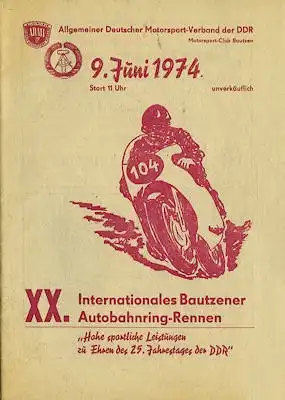 ADMV
Allgemeiner Deutscher Motorsport-Verband der DDR
Motorsport-Club Bautzen
9. Juni 1974.
Start 11 Uhr
unverkäuflich
104
XX. Internationales Bautzener
Autobahnring-Rennen
„Hohe sportliche Leistungen
zu Ehren des 25. Jahrestages der DDR"